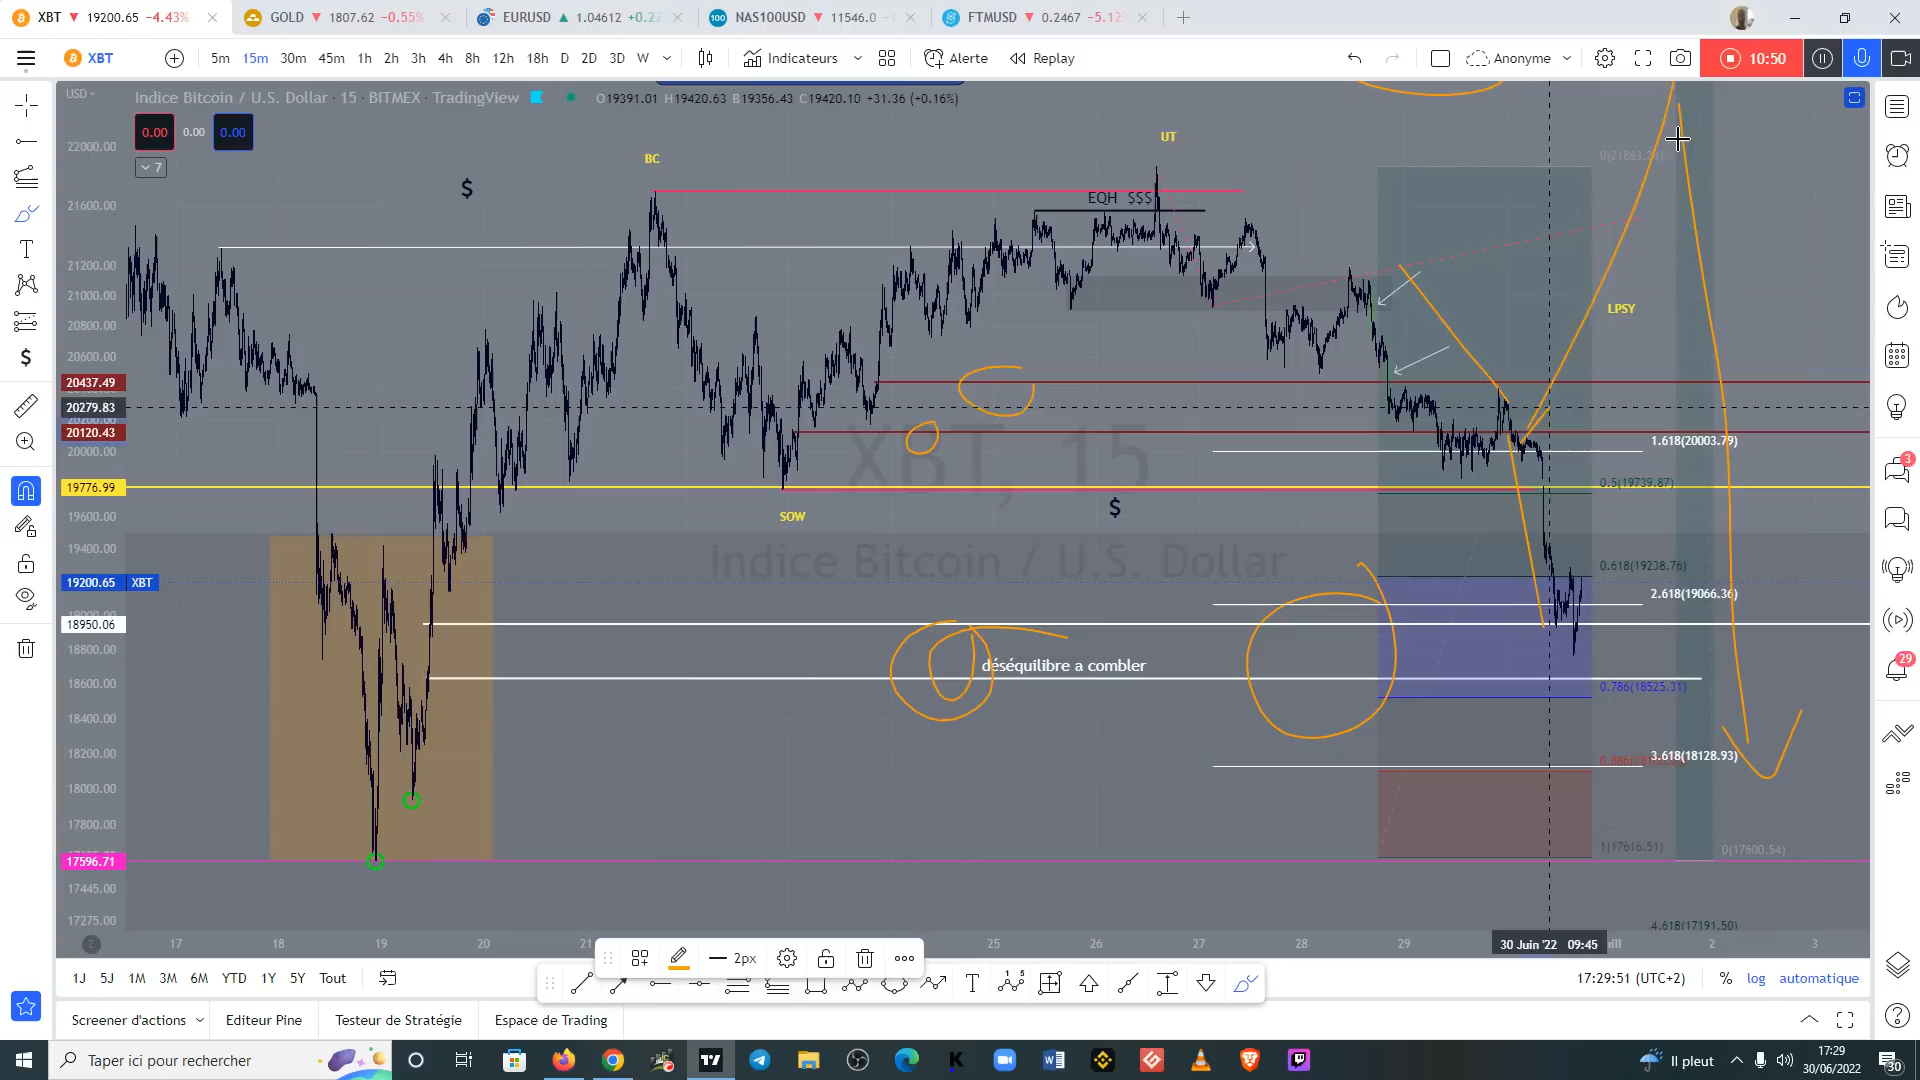 XBT ▼ 19200.65 −4.43%
GOLD ▼ 1807.62 −0.55%
EURUSD ▲ 1.04612
NAS100USD ▼ 11546.0
FTMUSD ▼ 0.2467 −5.12%
XBT
5m 15m 30m 45m 1h 2h 3h 4h 8h 12h 18h D 2D 3D W
Indicateurs
Alerte
Replay
Anonyme
10:50
USD
Indice Bitcoin / U.S. Dollar · 15 · BITMEX · TradingView
O19391.01 H19420.63 B19356.43 C19420.10 +31.36 (+0.16%)
0.00 0.00 0.00
7
22000.00
21600.00
21200.00
21000.00
20800.00
20600.00
20437.49
20279.83
20120.43
20000.00
19776.99
19600.00
19400.00
19200.65 XBT
18950.06
18800.00
18600.00
18400.00
18200.00
18000.00
17596.71
17445.00
17275.00
BC
UT
$
EQH $$$
LPSY
SOW
$
XBT, 15
Indice Bitcoin / U.S. Dollar
déséquilibre a combler
1.618(20003.79)
0.5(19739.87)
0.618(19238.76)
2.618(19066.36)
0.786(18525.31)
3.618(18128.93)
1(17616.51)
0(17600.54)
4.618(17191.50)
Z
17 18 19 20 21 25 26 27 28 29 2 3
30 Juin '22 09:45
2px
1J 5J 1M 3M 6M YTD 1Y 5Y Tout
17:29:51 (UTC+2)
% log automatique
Screener d'actions
Editeur Pine
Testeur de Stratégie
Espace de Trading
3
29
Taper ici pour rechercher
Il pleut
17:29
30/06/2022
30